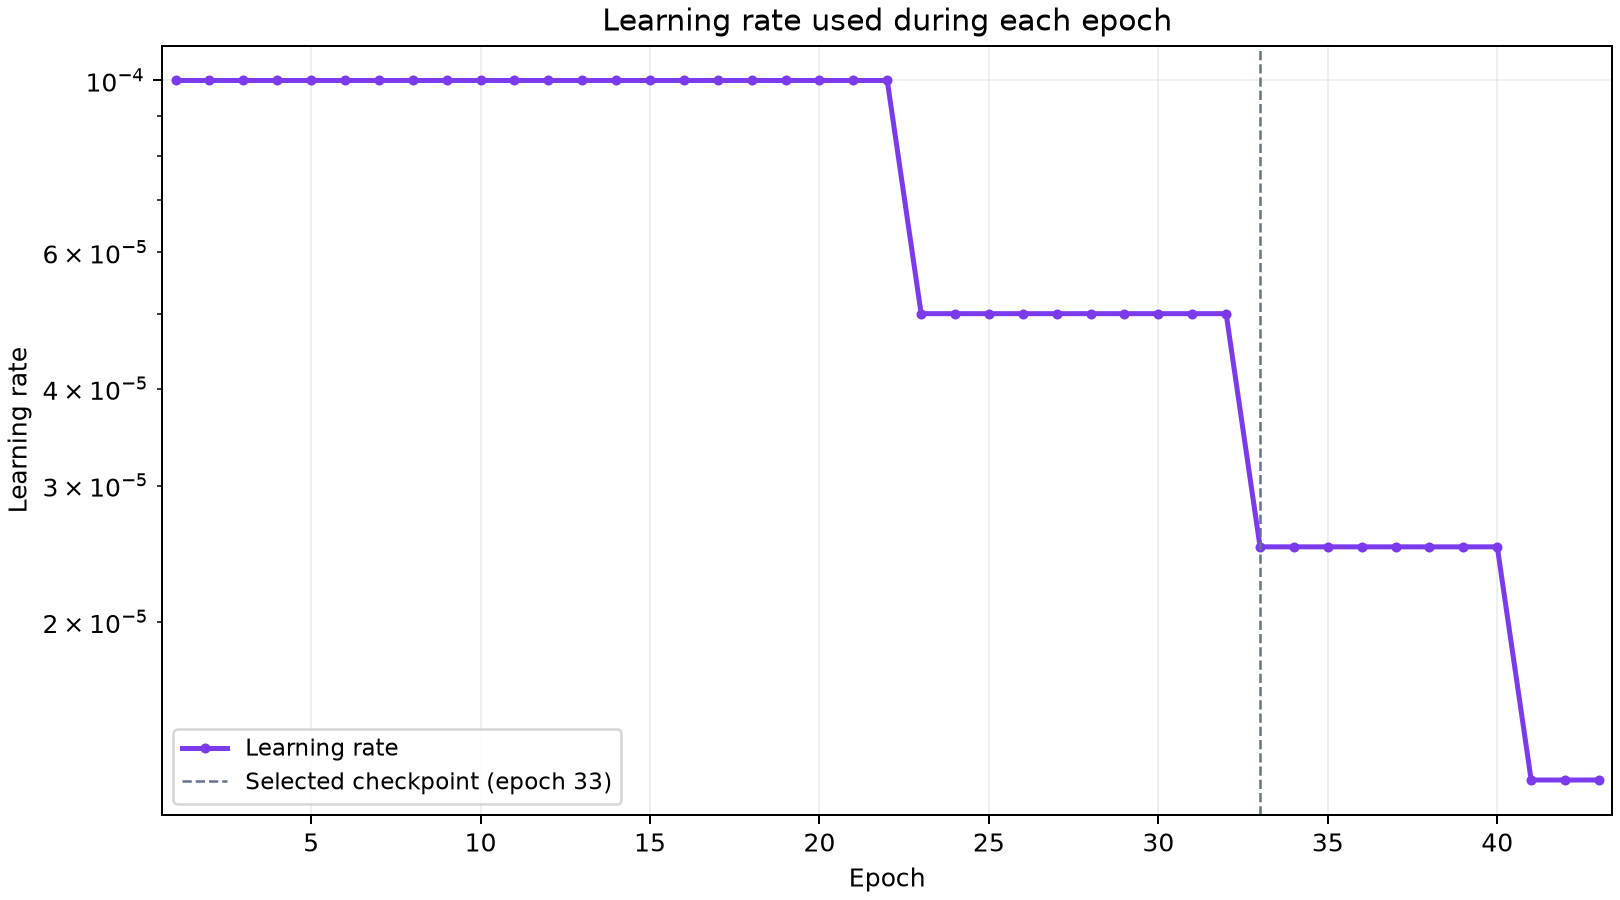 Learning rate used during each epoch
10⁻⁴
6 × 10⁻⁵
4 × 10⁻⁵
3 × 10⁻⁵
2 × 10⁻⁵
Learning rate
Learning rate
Selected checkpoint (epoch 33)
5 10 15 20 25 30 35 40
Epoch